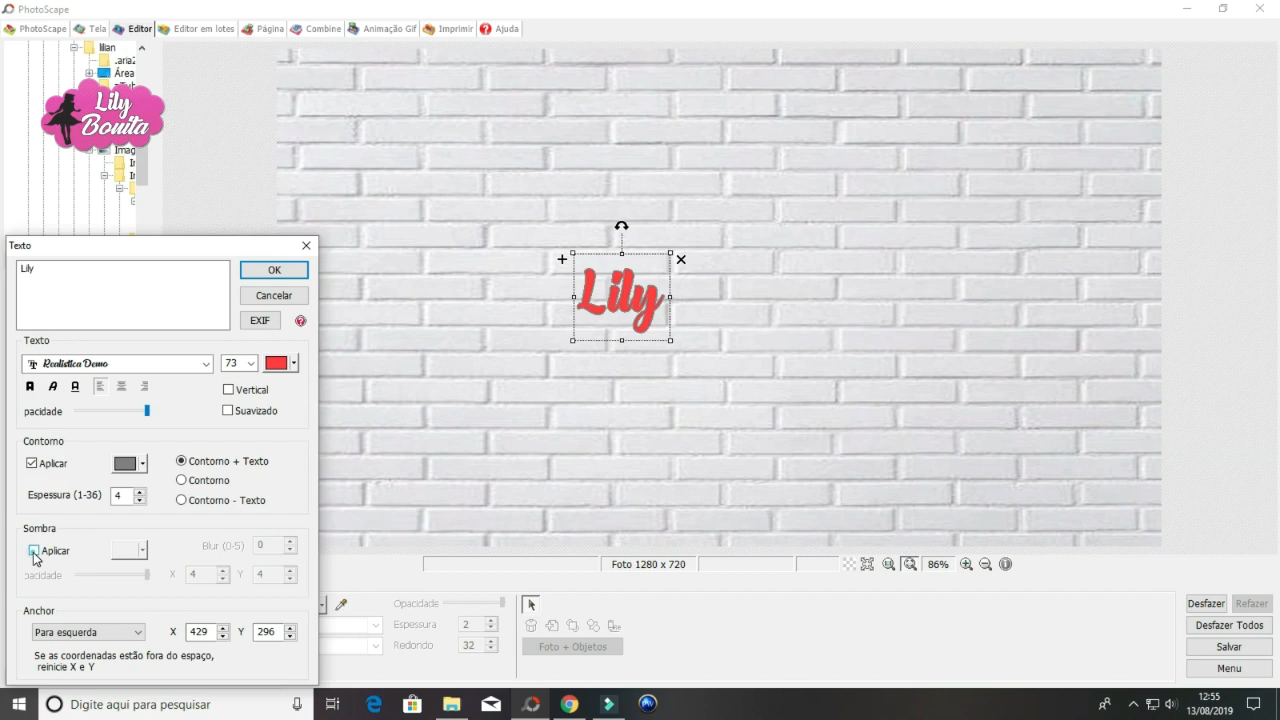 PhotoScape
PhotoScape
Tela
Editor
Editor em lotes
Página
Combine
Animação Gif
Imprimir
Ajuda
lilian
Área
Lily
Bonita
Imag
Texto
Lily
OK
Cancelar
EXIF
Texto
Realistica Demo
73
A A A
Vertical
pacidade
Suavizado
Contorno
Aplicar
Contorno + Texto
Contorno
Espessura (1-36)
4
Contorno - Texto
Sombra
Aplicar
Blur (0-5)
0
pacidade
X
4
Y
4
Anchor
Para esquerda
X
429
Y
296
Se as coordenadas estão fora do espaço,
reinicie X e Y
Lily
Foto 1280 x 720
86%
Opacidade
Espessura
2
Redondo
32
Foto + Objetos
Desfazer
Refazer
Desfazer Todos
Salvar
Menu
Digite aqui para pesquisar
12:55
13/08/2019